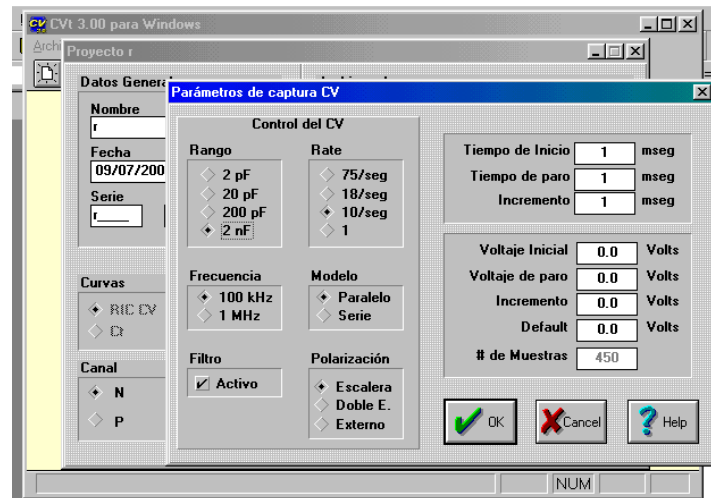 CVt 3.00 para Windows
Archi
Proyecto r
Datos Genera
Nombre
r
Fecha
09/07/200
Serie
r____
Curvas
RIC CV
Ct
Canal
N
P
Parámetros de captura CV
Control del CV
Rango
2 pF
20 pF
200 pF
2 nF
Rate
75/seg
18/seg
10/seg
1
Frecuencia
100 kHz
1 MHz
Modelo
Paralelo
Serie
Filtro
Activo
Polarización
Escalera
Doble E.
Externo
Tiempo de Inicio 1 mseg
Tiempo de paro 1 mseg
Incremento 1 mseg
Voltaje Inicial 0.0 Volts
Voltaje de paro 0.0 Volts
Incremento 0.0 Volts
Default 0.0 Volts
# de Muestras 450
OK
Cancel
Help
NUM